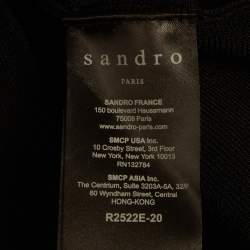 sandro
PARIS
SANDRO FRANCE
150 boulevard Haussmann
75008 Paris
www.sandro-paris.com
SMCP USA Inc.
10 Crosby Street, 3rd Floor
New York, New York 10013
RN132784
SMCP ASIA Inc.
The Centrium, Suite 3203A-5A, 32/F
60 Wyndham Street, Central
HONG-KONG
R2522E-20